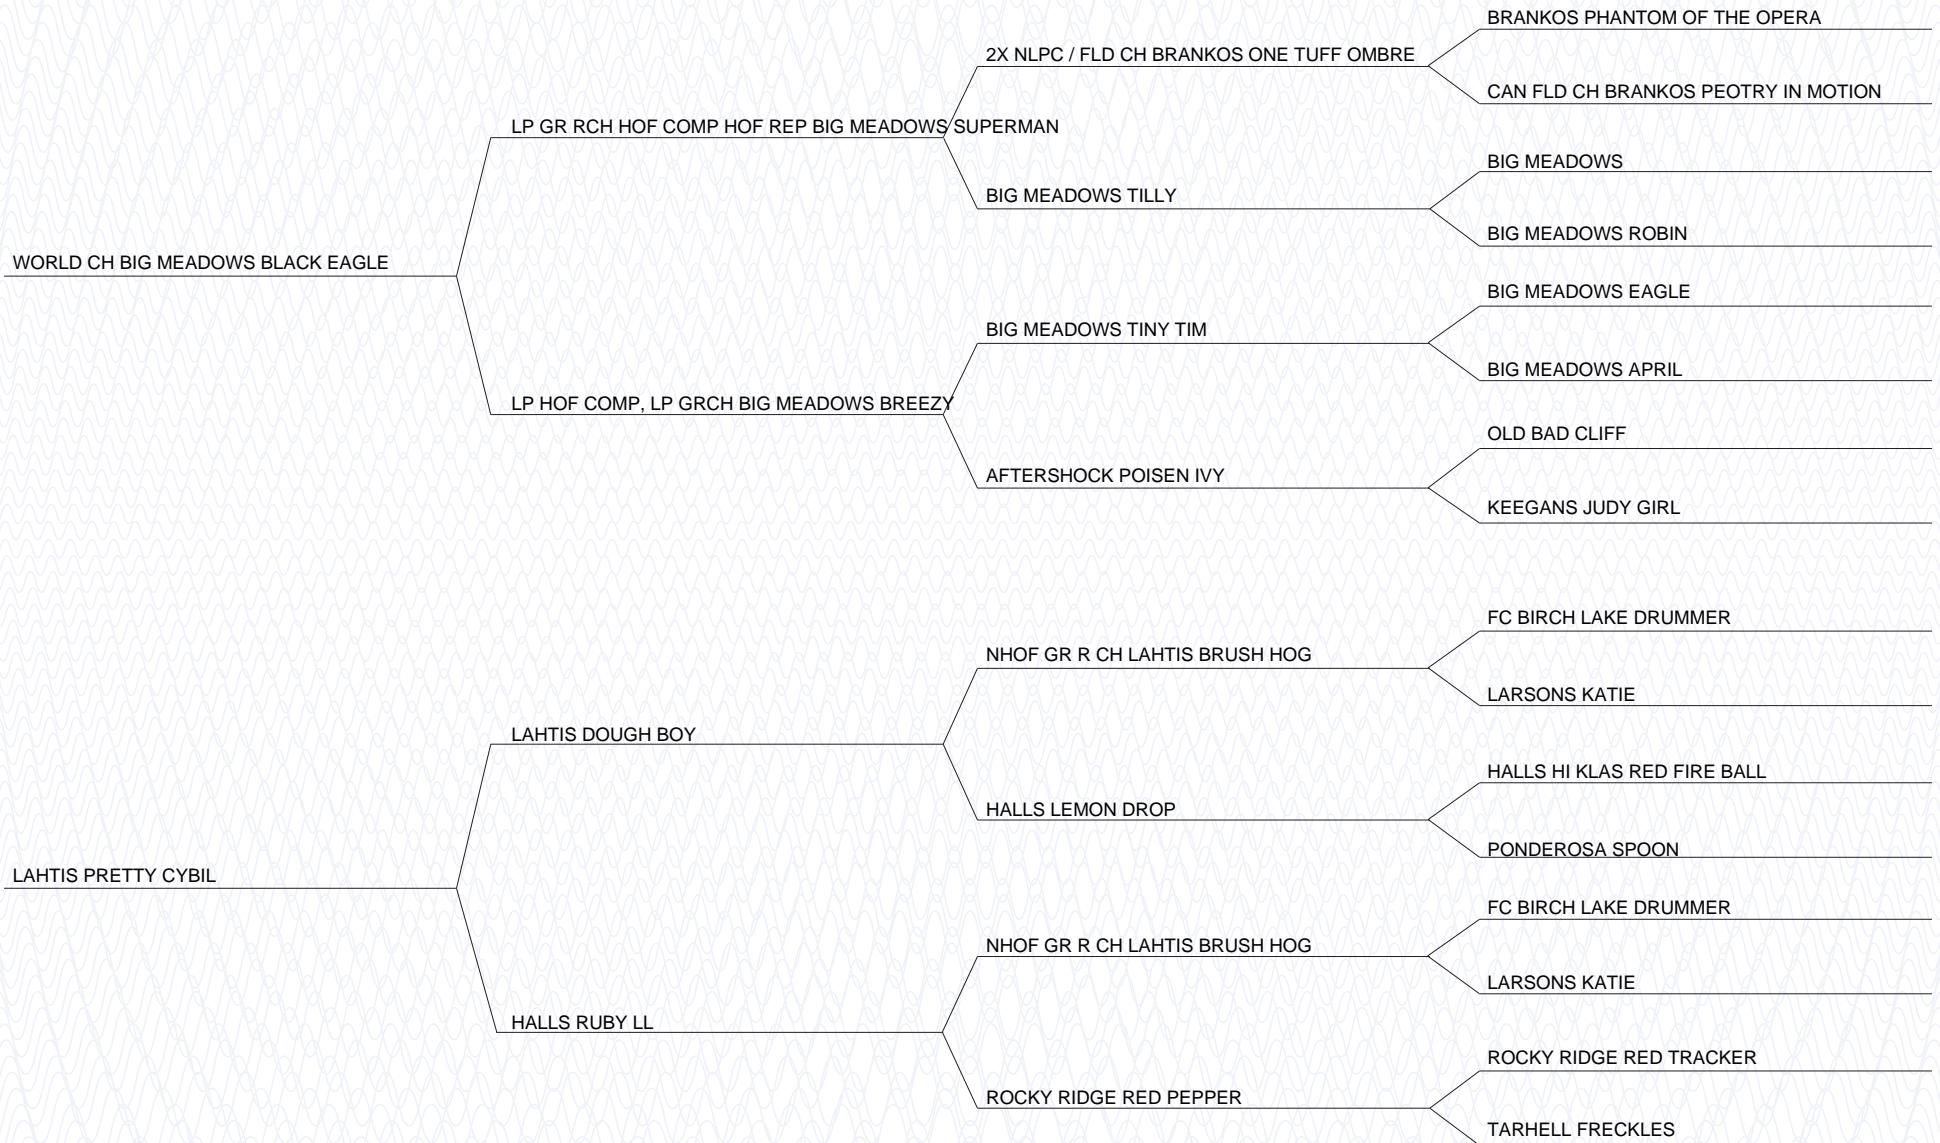 BRANKOS PHANTOM OF THE OPERA
2X NLPC / FLD CH BRANKOS ONE TUFF OMBRE
CAN FLD CH BRANKOS PEOTRY IN MOTION
LP GR RCH HOF COMP HOF REP BIG MEADOWS SUPERMAN
BIG MEADOWS
BIG MEADOWS TILLY
BIG MEADOWS ROBIN
WORLD CH BIG MEADOWS BLACK EAGLE
BIG MEADOWS EAGLE
BIG MEADOWS TINY TIM
BIG MEADOWS APRIL
LP HOF COMP, LP GRCH BIG MEADOWS BREEZY
OLD BAD CLIFF
AFTERSHOCK POISEN IVY
KEEGANS JUDY GIRL
FC BIRCH LAKE DRUMMER
NHOF GR R CH LAHTIS BRUSH HOG
LARSONS KATIE
LAHTIS DOUGH BOY
HALLS HI KLAS RED FIRE BALL
HALLS LEMON DROP
PONDEROSA SPOON
LAHTIS PRETTY CYBIL
FC BIRCH LAKE DRUMMER
NHOF GR R CH LAHTIS BRUSH HOG
LARSONS KATIE
HALLS RUBY LL
ROCKY RIDGE RED TRACKER
ROCKY RIDGE RED PEPPER
TARHELL FRECKLES